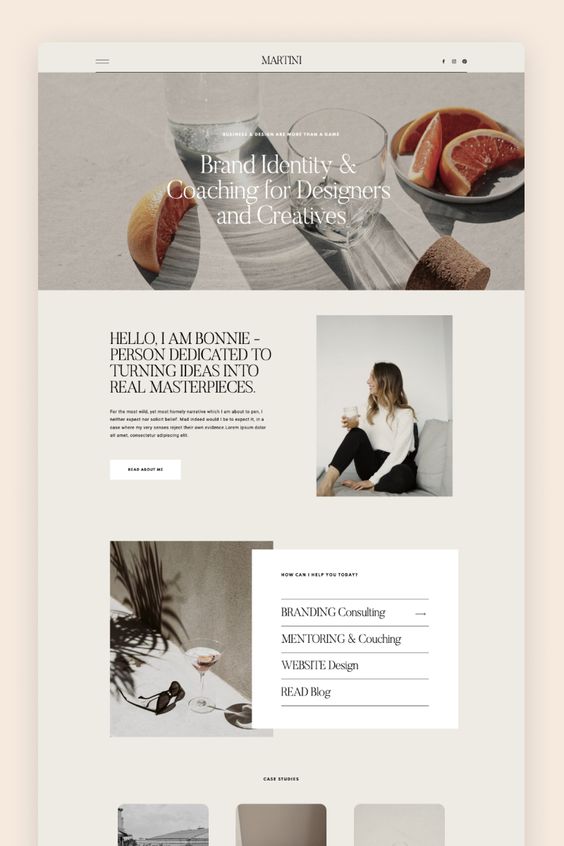 MARTINI
BUSINESS & DESIGN ARE MORE THAN A GAME
Brand Identity &
Coaching for Designers
and Creatives
HELLO, I AM BONNIE -
PERSON DEDICATED TO
TURNING IDEAS INTO
REAL MASTERPIECES.
For the most wild, yet most homely narrative which I am about to pen, I
neither expect nor solicit belief. Mad indeed would I be to expect it, in a
case where my very senses reject their own evidence. Lorem ipsum dolor
sit amet, consectetur adipiscing elit.
READ ABOUT ME
HOW CAN I HELP YOU TODAY?
BRANDING Consulting
MENTORING & Couching
WEBSITE Design
READ Blog
CASE STUDIES